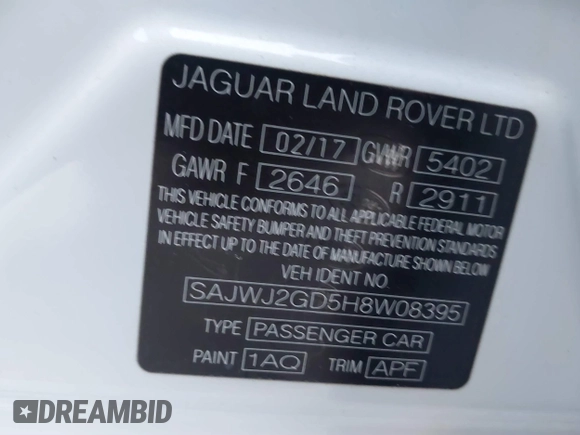 JAGUAR LAND ROVER LTD
MFD DATE 02/17 GVWR 5402
GAWR F 2646 R 2911
THIS VEHICLE CONFORMS TO ALL APPLICABLE FEDERAL MOTOR
VEHICLE SAFETY BUMPER AND THEFT PREVENTION STANDARDS
IN EFFECT UP TO THE DATE OF MANUFACTURE SHOWN BELOW
VEH IDENT NO.
SAJWJ2GD5H8W08395
TYPE PASSENGER CAR
PAINT 1AQ TRIM APF
DREAMBID